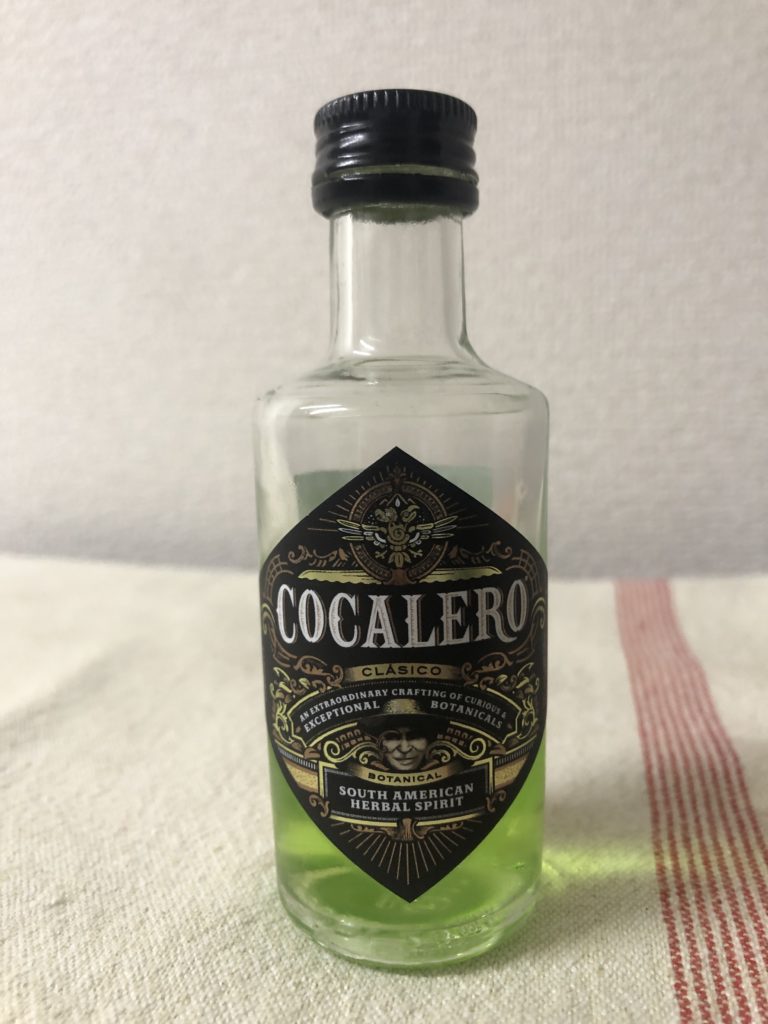 COCALERO
CLÁSICO
AN EXTRAORDINARY CRAFTING OF CURIOUS &
EXCEPTIONAL BOTANICALS
BOTANICAL
SOUTH AMERICAN
HERBAL SPIRIT